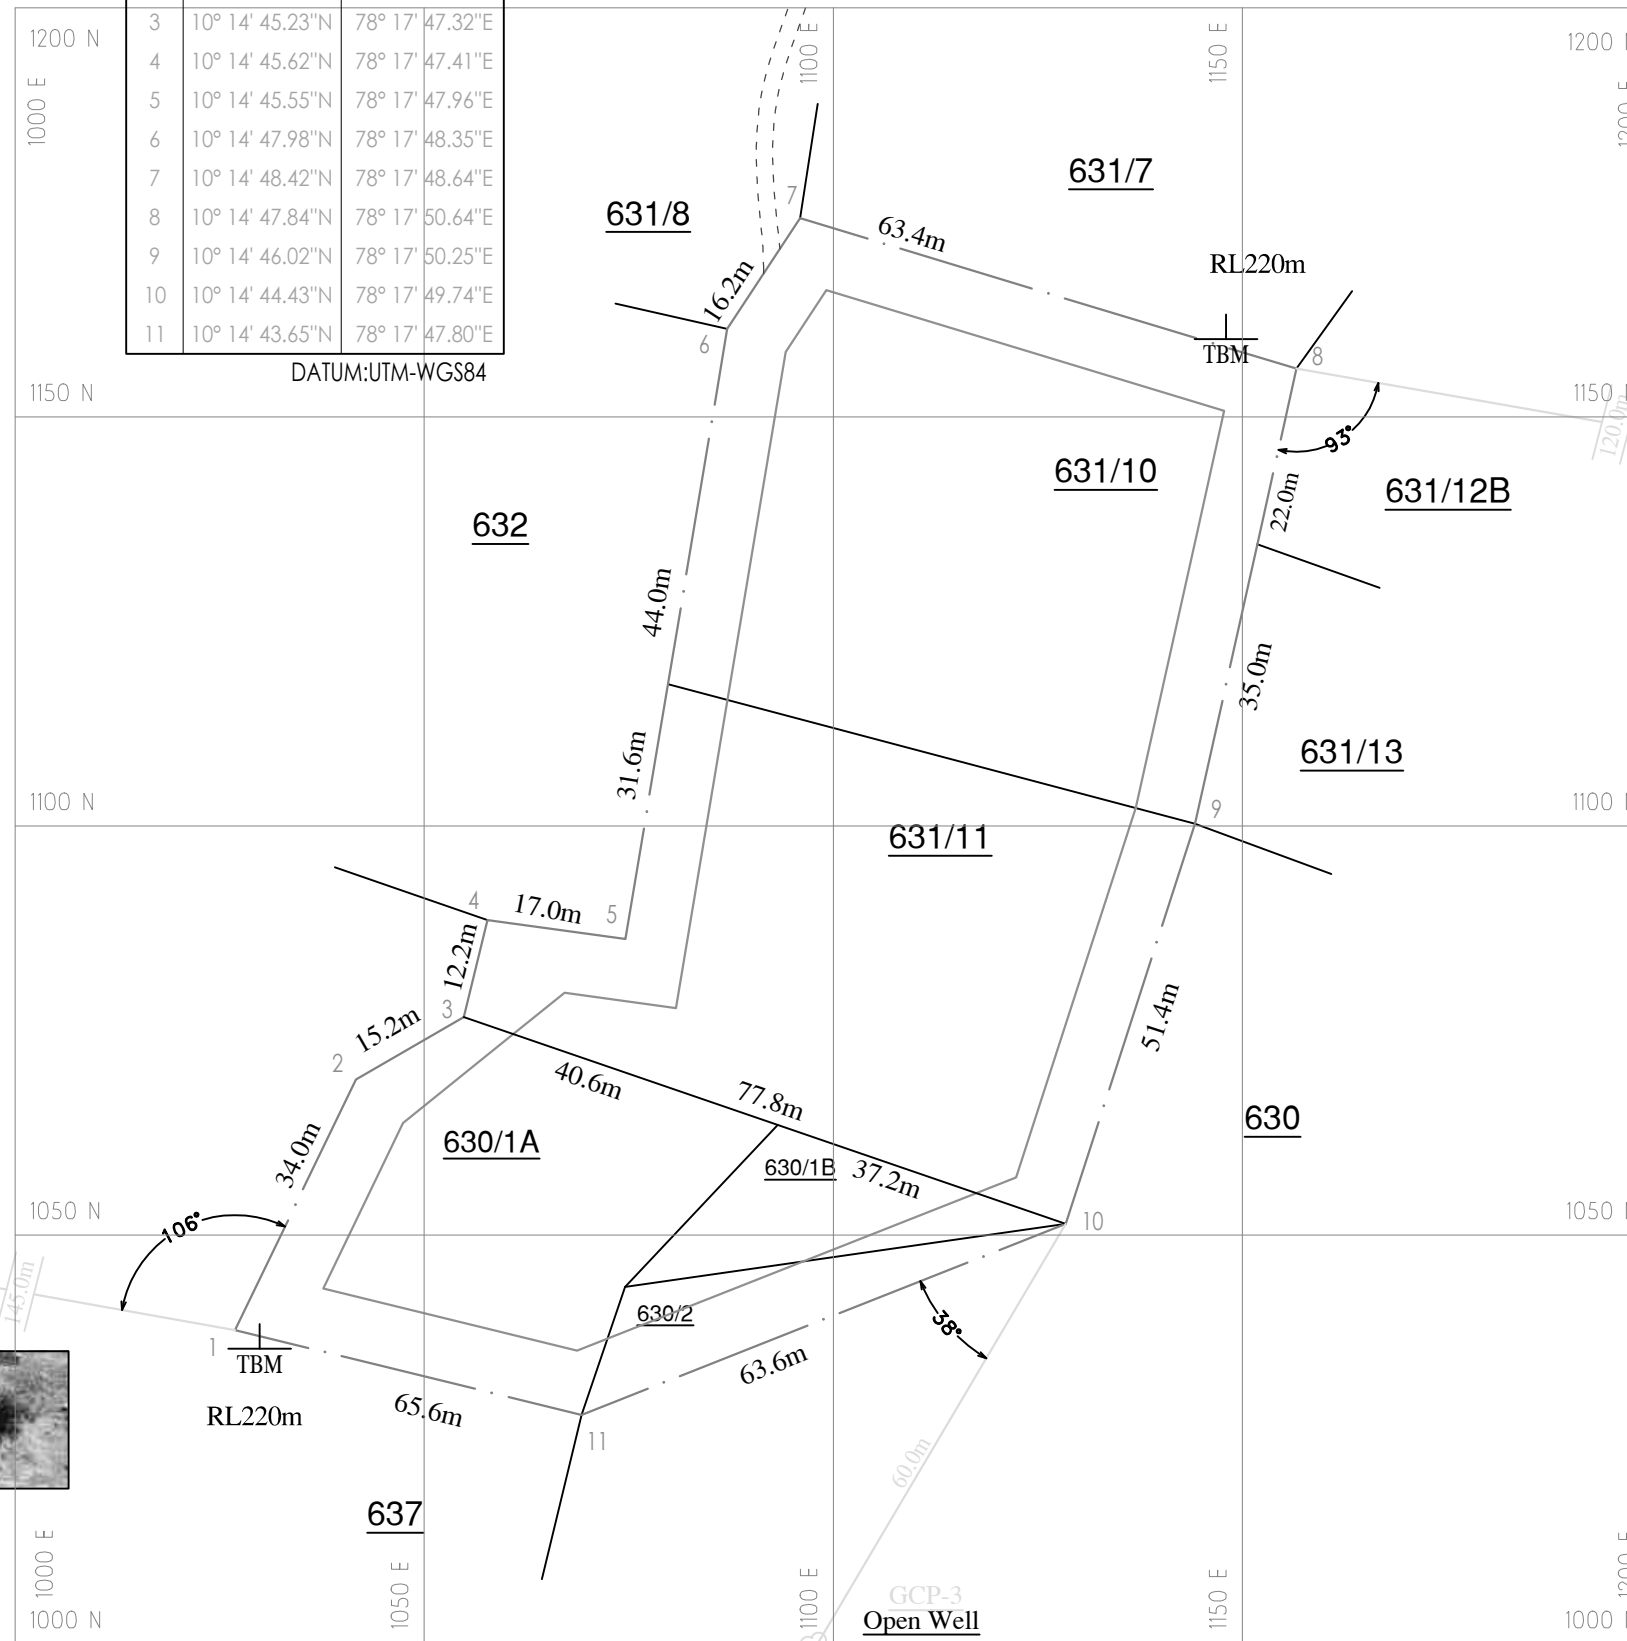 3 10° 14' 45.23"N 78° 17' 47.32"E
4 10° 14' 45.62"N 78° 17' 47.41"E
5 10° 14' 45.55"N 78° 17' 47.96"E
6 10° 14' 47.98"N 78° 17' 48.35"E
7 10° 14' 48.42"N 78° 17' 48.64"E
8 10° 14' 47.84"N 78° 17' 50.64"E
9 10° 14' 46.02"N 78° 17' 50.25"E
10 10° 14' 44.43"N 78° 17' 49.74"E
11 10° 14' 43.65"N 78° 17' 47.80"E
DATUM:UTM-WGS84
1200 N
1200
1000 E
1100 E
1150 E
1200 E
631/7
631/8
7
63.4m
RL220m
16.2m
6
TBM
8
1150 N
1150
120.0m
93°
631/10
631/12B
632
22.0m
44.0m
35.0m
31.6m
631/13
1100 N
1100
9
631/11
4
17.0m
5
12.2m
3
15.2m
2
51.4m
40.6m
77.8m
630
630/1A
630/1B
37.2m
34.0m
1050 N
1050
106°
10
145.0m
630/2
38°
1
TBM
63.6m
65.6m
RL220m
11
60.0m
637
1000 E
1050 E
1100 E
1150 E
1200 E
GCP-3
Open Well
1000 N
1000